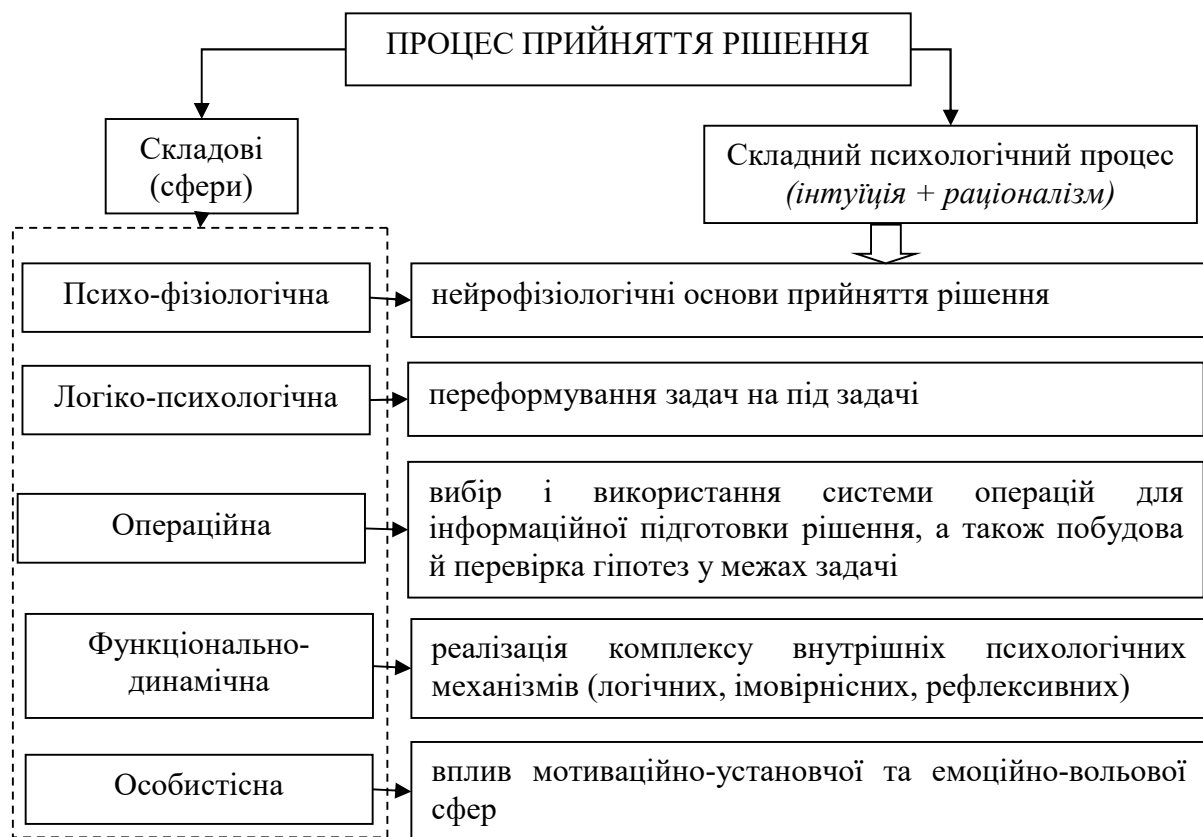 ПРОЦЕС ПРИЙНЯТТЯ РІШЕННЯ
Складові
(сфери)
Складний психологічний процес
(інтуїція + раціоналізм)
Психо-фізіологічна
нейрофізіологічні основи прийняття рішення
Логіко-психологічна
переформування задач на під задачі
Операційна
вибір і використання системи операцій для
інформаційної підготовки рішення, а також побудова
й перевірка гіпотез у межах задачі
Функціонально-
динамічна
реалізація комплексу внутрішніх психологічних
механізмів (логічних, імовірнісних, рефлексивних)
Особистісна
вплив мотиваційно-установчої та емоційно-вольової
сфер